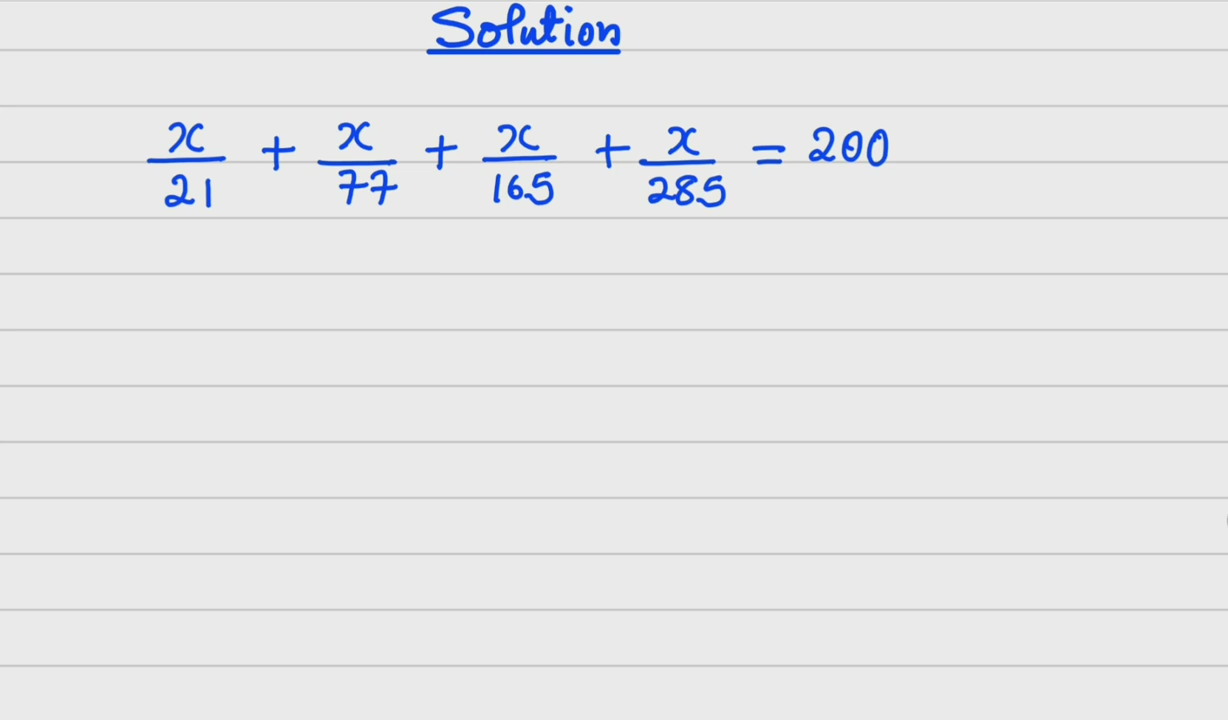 Solution
x/21 + x/77 + x/165 + x/285 = 200